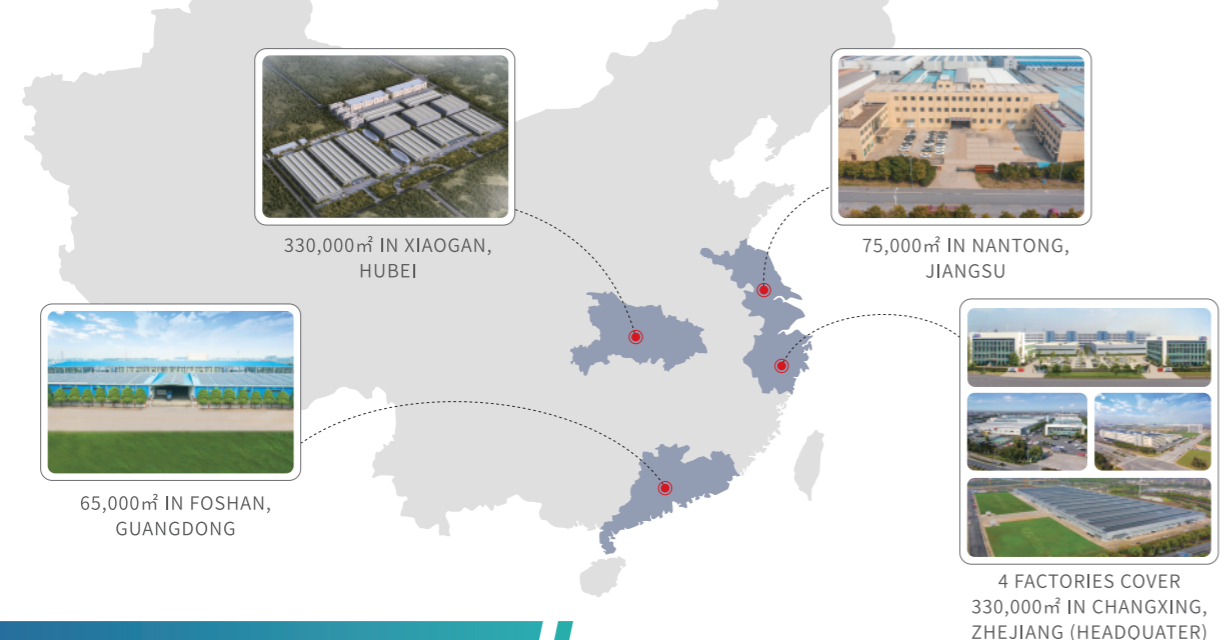 330,000㎡ IN XIAOGAN,
HUBEI
75,000㎡ IN NANTONG,
JIANGSU
65,000㎡ IN FOSHAN,
GUANGDONG
4 FACTORIES COVER
330,000㎡ IN CHANGXING,
ZHEJIANG (HEADQUATER)